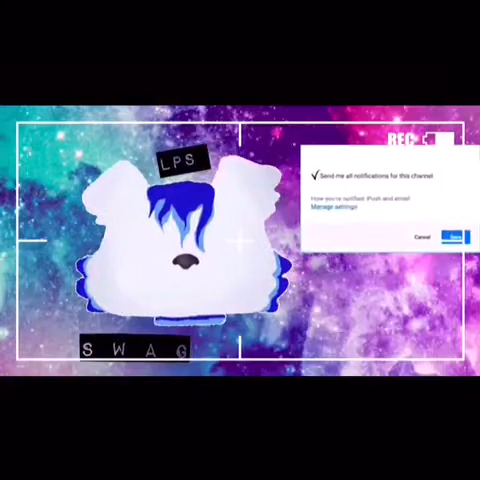 LPS
REC
Send me all notifications for this channel
How you're notified: Push and email
Manage settings
Cancel
Save
S W A G